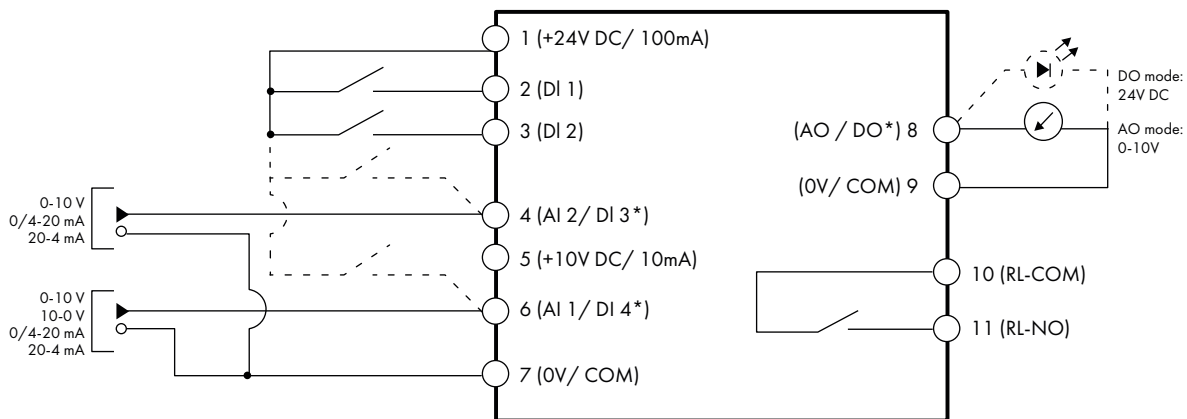 1 (+24V DC/ 100mA)
2 (DI 1)
3 (DI 2)
4 (AI 2/ DI 3*)
5 (+10V DC/ 10mA)
6 (AI 1/ DI 4*)
7 (0V/ COM)
0-10 V
0/4-20 mA
20-4 mA
0-10 V
10-0 V
0/4-20 mA
20-4 mA
(AO / DO*) 8
(0V/ COM) 9
10 (RL-COM)
11 (RL-NO)
DO mode:
24V DC
AO mode:
0-10V